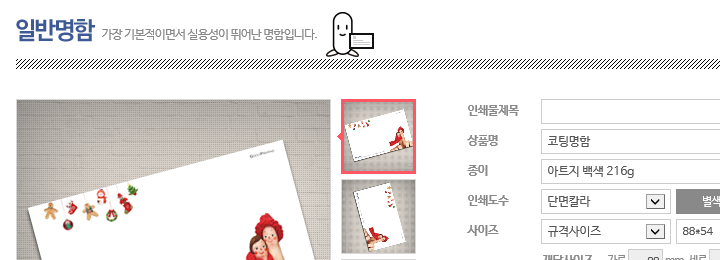 일반명함 가장 기본적이면서 실용성이 뛰어난 명함입니다.
인쇄물제목
상품명 코팅명함
종이 아트지 백색 216g
인쇄도수 단면칼라 별색
사이즈 규격사이즈 88*54
재단사이즈 가로 88 mm 세로